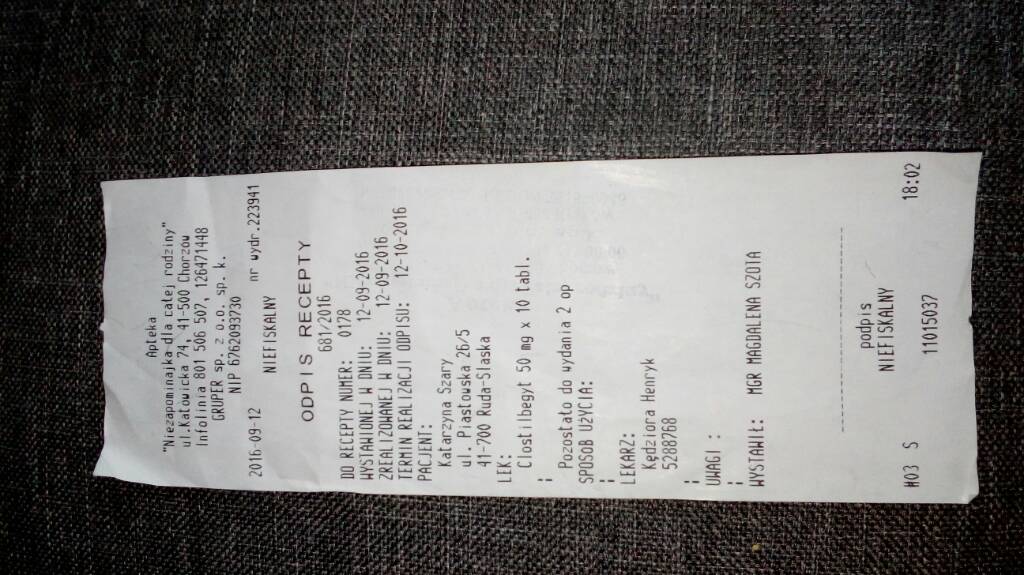 Apteka
"Niezapominajka-dla całej rodziny"
ul.Katowicka 74, 41-500 Chorzów
Infolinia 801 506 507, 126471448
GRUPER sp. z o.o. sp. k.
NIP 6762093730
2016-09-12 nr wydr.223941
NIEFISKALNY
ODPIS RECEPTY
681/2016
DO RECEPTY NUMER: 0178
WYSTAWIONEJ W DNIU: 12-09-2016
ZREALIZOWANEJ W DNIU: 12-09-2016
TERMIN REALIZACJI ODPISU: 12-10-2016
PACJENT:
Katarzyna Szary
ul. Piastowska 26/5
41-700 Ruda-Slaska
LEK:
Clostilbegyt 50 mg x 10 tabl.
:
Pozostało do wydania 2 op
SPOSÓB UŻYCIA:
:
LEKARZ:
Kędziora Henryk
5288768
:
UWAGI :
:
WYSTAWIŁ: MGR MAGDALENA SZOTA
podpis
NIEFISKALNY
#03 S 11015037 18:02